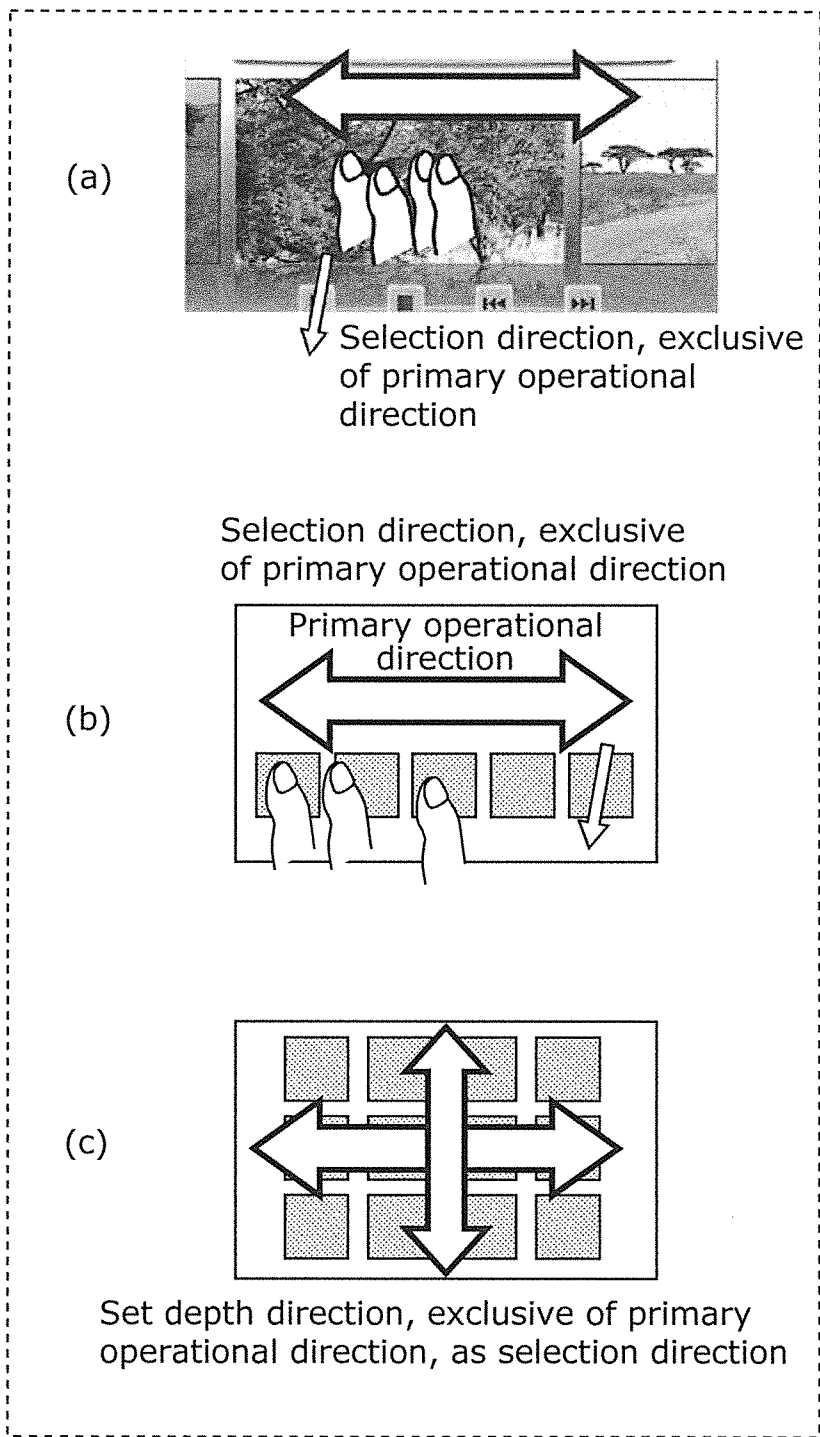 (a)
Selection direction, exclusive
of primary operational
direction
Selection direction, exclusive
of primary operational direction
Primary operational
direction
(b)
(c)
Set depth direction, exclusive of primary
operational direction, as selection direction